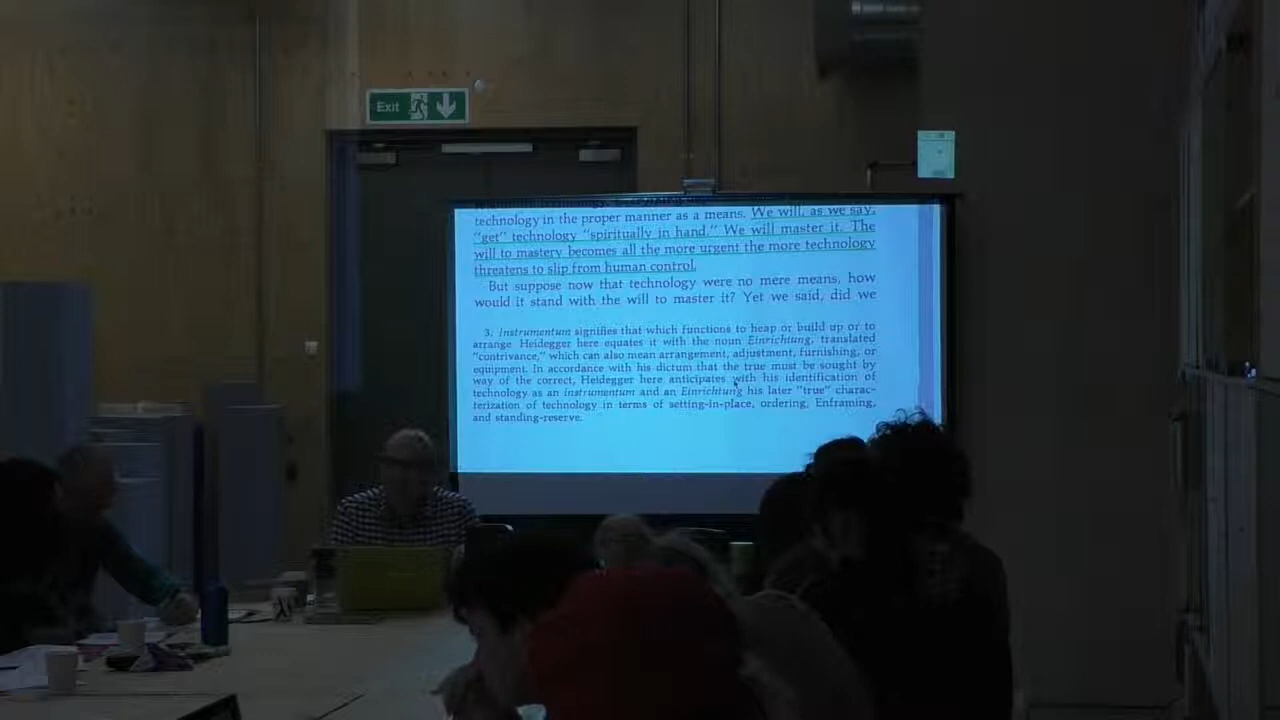 Exit
technology in the proper manner as a means. We will, as we say,
"get" technology "spiritually in hand." We will master it. The
will to mastery becomes all the more urgent the more technology
threatens to slip from human control.
But suppose now that technology were no mere means, how
would it stand with the will to master it? Yet we said, did we
3. Instrumentum signifies that which functions to heap or build up or to
arrange. Heidegger here equates it with the noun Einrichtung, translated
"contrivance," which can also mean arrangement, adjustment, furnishing, or
equipment. In accordance with his dictum that the true must be sought by
way of the correct, Heidegger here anticipates with his identification of
technology as an instrumentum and an Einrichtung his later "true" charac-
terization of technology in terms of setting-in-place, ordering, Enframing,
and standing-reserve.